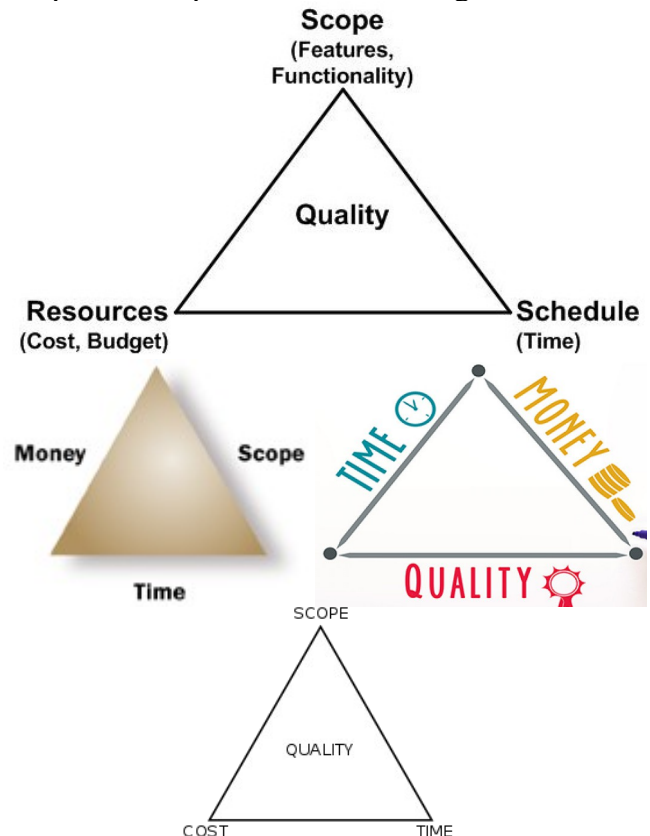 Scope
(Features,
Functionality)
Quality
Resources
(Cost, Budget)
Schedule
(Time)
Money
Scope
Time
TIME
MONEY
QUALITY
SCOPE
QUALITY
COST
TIME